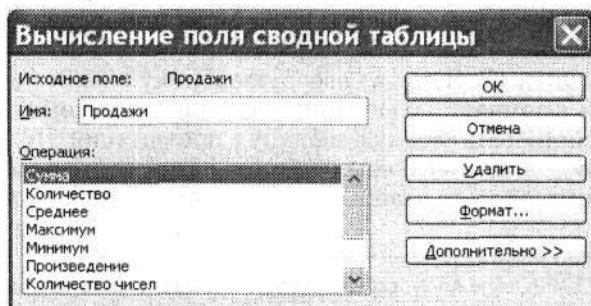 Вычисление поля сводной таблицы
Исходное поле: Продажи
Имя: Продажи
Операция:
Сумма
Количество
Среднее
Максимум
Минимум
Произведение
Количество чисел
ОК
Отмена
Удалить
Формат...
Дополнительно >>